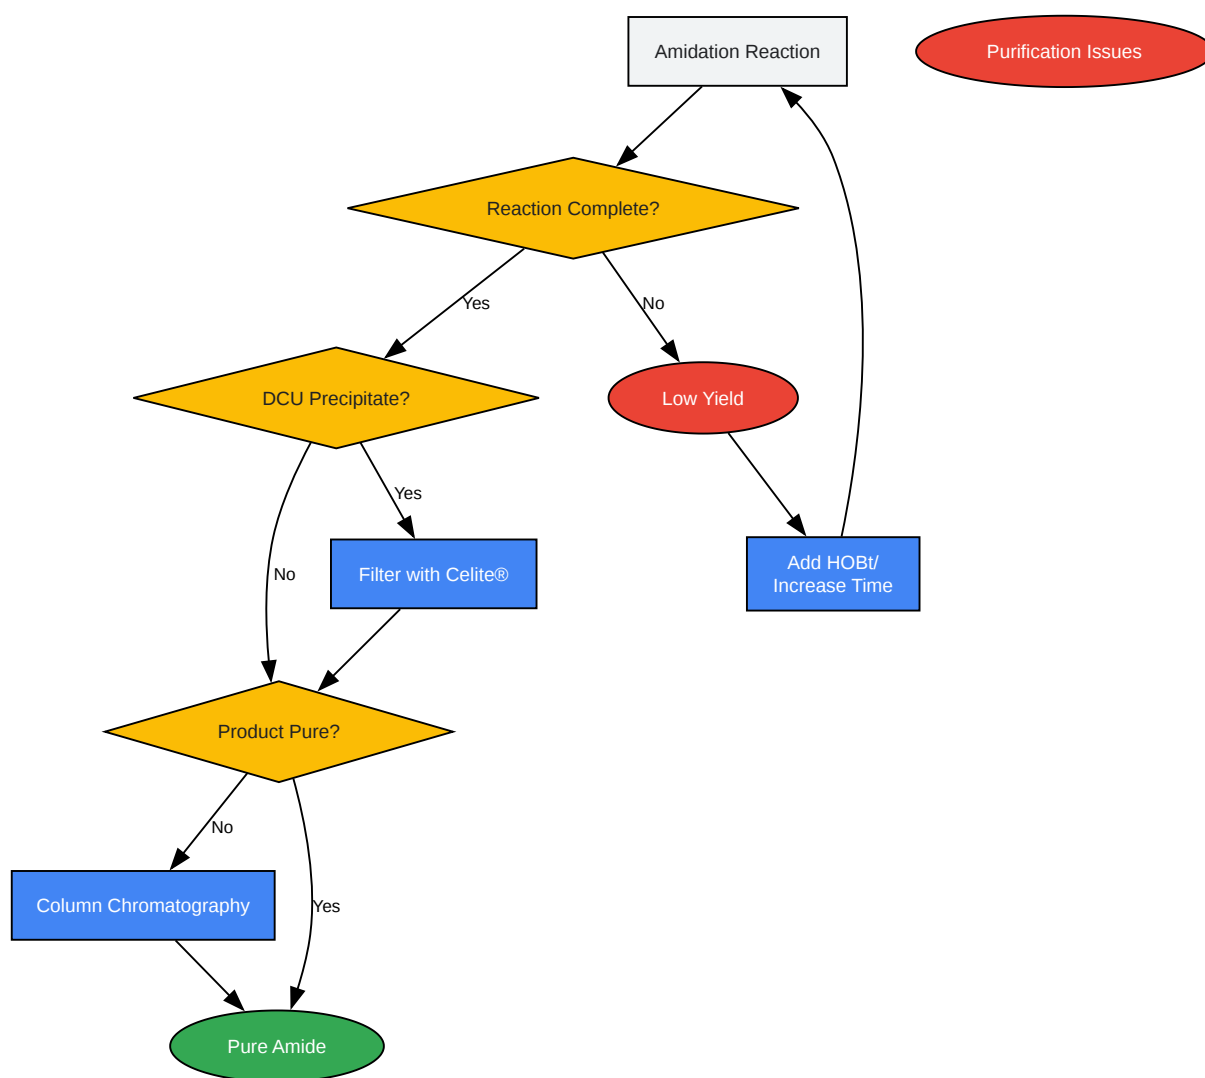 Amidation Reaction
Purification Issues
Reaction Complete?
Yes
No
DCU Precipitate?
Low Yield
Yes
Add HOBt/
Increase Time
No
Filter with Celite®
Product Pure?
No
Column Chromatography
Yes
Pure Amide